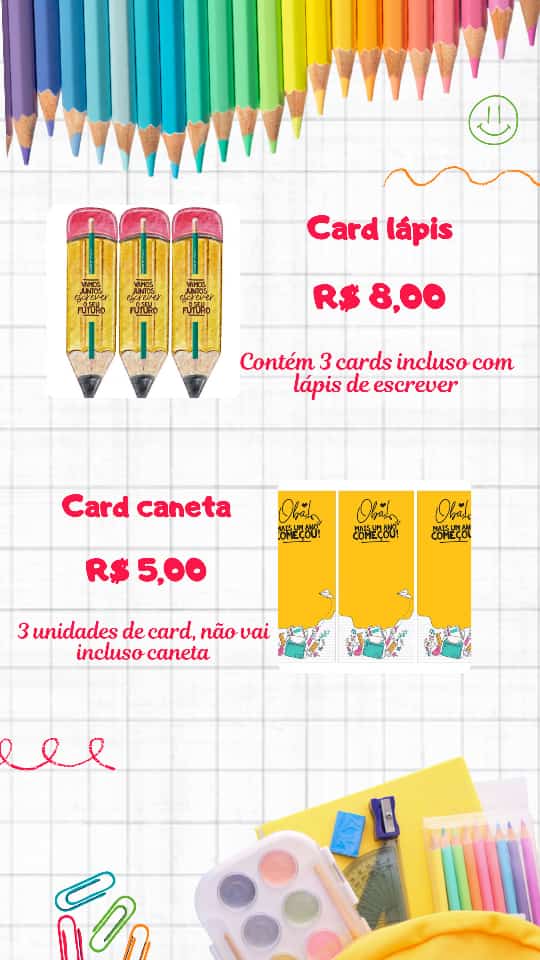 Card lápis
R$ 8,00
Contém 3 cards incluso com
lápis de escrever
VAMOS
JUNTOS
escrever
O SEU
FUTURO
VAMOS
JUNTOS
escrever
O SEU
FUTURO
VAMOS
JUNTOS
escrever
O SEU
FUTURO
Card caneta
R$ 5,00
3 unidades de card, não vai
incluso caneta
Oba!
MAIS UM ANO
COMEÇOU!
Oba!
MAIS UM ANO
COMEÇOU!
Oba!
MAIS UM AN
COMEÇOU